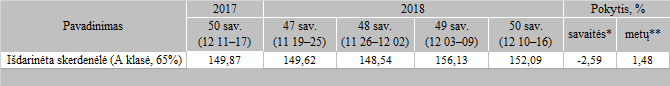 Pavadinimas 2017 2018 Pokytis, %
50 sav. (12 11–17) 47 sav. (11 19–25) 48 sav. (11 26–12 02) 49 sav. (12 03–09) 50 sav. (12 10–16) savaitės* metų**
Išdarinėta skerdenėlė (A klasė, 65%) 149,87 149,62 148,54 156,13 152,09 -2,59 1,48